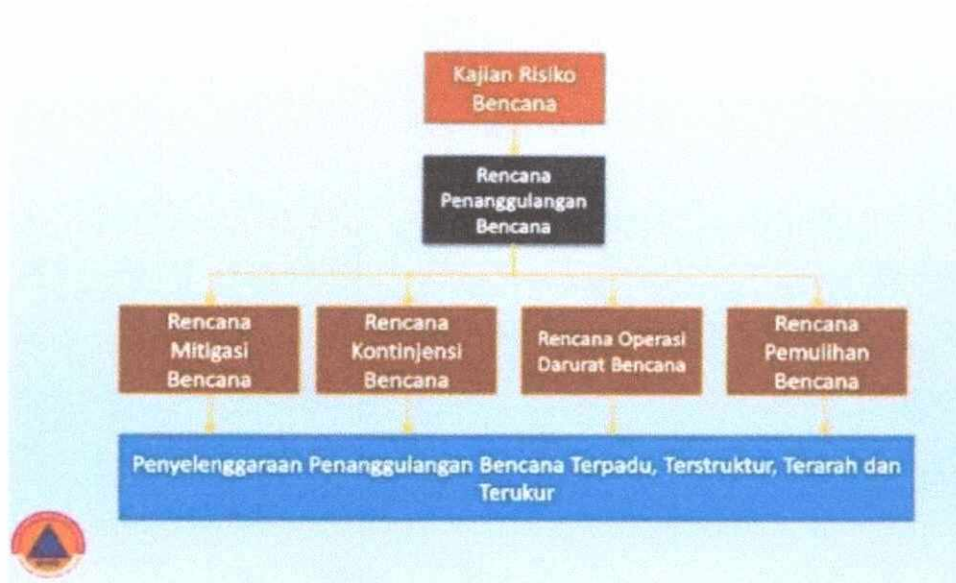 Kajian Risiko
Bencana
Rencana
Penanggulangan
Bencana
Rencana
Mitigasi
Bencana
Rencana
Kontinjensi
Bencana
Rencana Operasi
Darurat Bencana
Rencana
Pemulihan
Bencana
Penyelenggaraan Penanggulangan Bencana Terpadu, Terstruktur, Terarah dan
Terukur